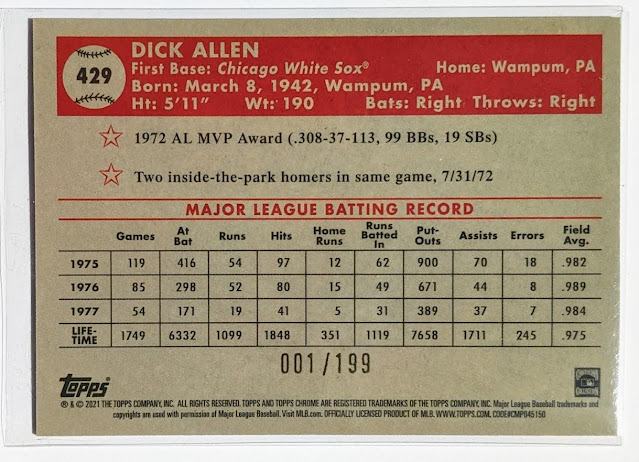 429
DICK ALLEN
First Base: Chicago White Sox® Home: Wampum, PA
Born: March 8, 1942, Wampum, PA
Ht: 5'11" Wt: 190 Bats: Right Throws: Right
1972 AL MVP Award (.308-37-113, 99 BBs, 19 SBs)
Two inside-the-park homers in same game, 7/31/72
MAJOR LEAGUE BATTING RECORD
Games At Bat Runs Hits Home Runs Runs Batted In Put-Outs Assists Errors Field Avg.
1975 119 416 54 97 12 62 900 70 18 .982
1976 85 298 52 80 15 49 671 44 8 .989
1977 54 171 19 41 5 31 389 37 7 .984
LIFE-TIME 1749 6332 1099 1848 351 1119 7658 1711 245 .975
001/199
TOPPS
® & © 2021 THE TOPPS COMPANY, INC. ALL RIGHTS RESERVED. TOPPS AND TOPPS CHROME ARE REGISTERED TRADEMARKS OF THE TOPPS COMPANY, INC. Major League Baseball trademarks and
copyrights are used with permission of Major League Baseball. Visit MLB.com. OFFICIALLY LICENSED PRODUCT OF MLB. WWW.TOPPS.COM. CODE#CMP045150